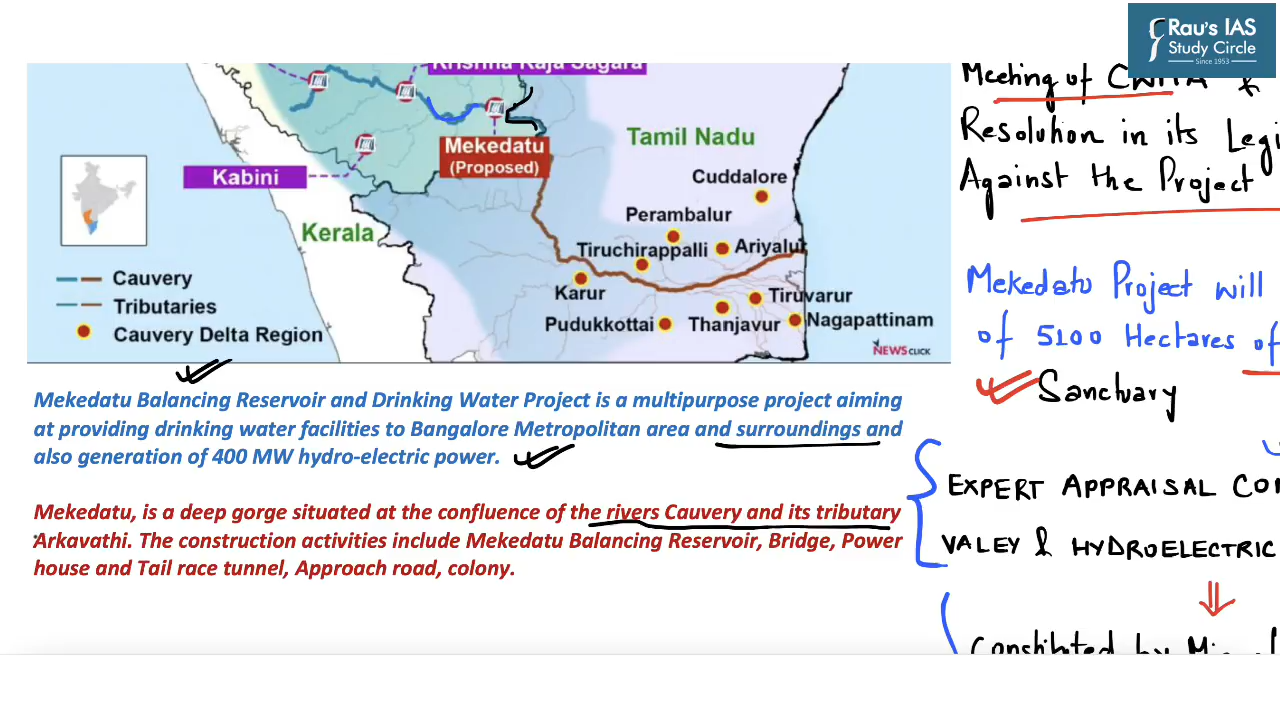 Rau's IAS
Study Circle
Since 1953
Krishna Raja Sagara
Mekedatu
(Proposed)
Tamil Nadu
Kabini
Cuddalore
Perambalur
Kerala
Tiruchirappalli
Ariyalur
Cauvery
Karur
Tiruvarur
Tributaries
Pudukkottai
Thanjavur
Nagapattinam
Cauvery Delta Region
NEWSCLICK
Mekedatu Balancing Reservoir and Drinking Water Project is a multipurpose project aiming
at providing drinking water facilities to Bangalore Metropolitan area and surroundings and
also generation of 400 MW hydro-electric power.
Mekedatu, is a deep gorge situated at the confluence of the rivers Cauvery and its tributary
Arkavathi. The construction activities include Mekedatu Balancing Reservoir, Bridge, Power
house and Tail race tunnel, Approach road, colony.
Meeting of CWMA &
Resolution in its Legi
Against the Project
Mekedatu Project will
of 5100 Hectares of
Sanctuary
EXPERT APPRAISAL COM
VALEY & HYDROELECTRIC
Constituted by